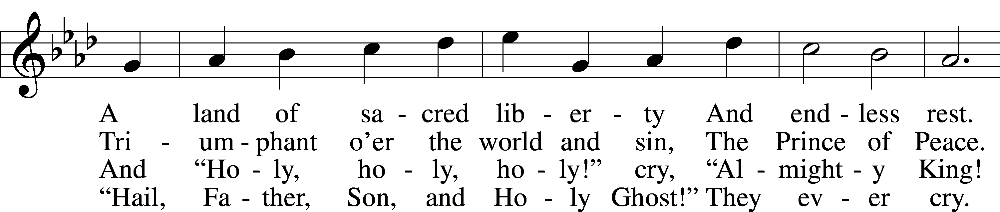 A land of sa - cred lib - er - ty And end - less rest.
Tri - um - phant o’er the world and sin, The Prince of Peace.
And “Ho - ly, ho - ly, ho - ly!” cry, “Al - might - y King!
“Hail, Fa - ther, Son, and Ho - ly Ghost!” They ev - er cry.